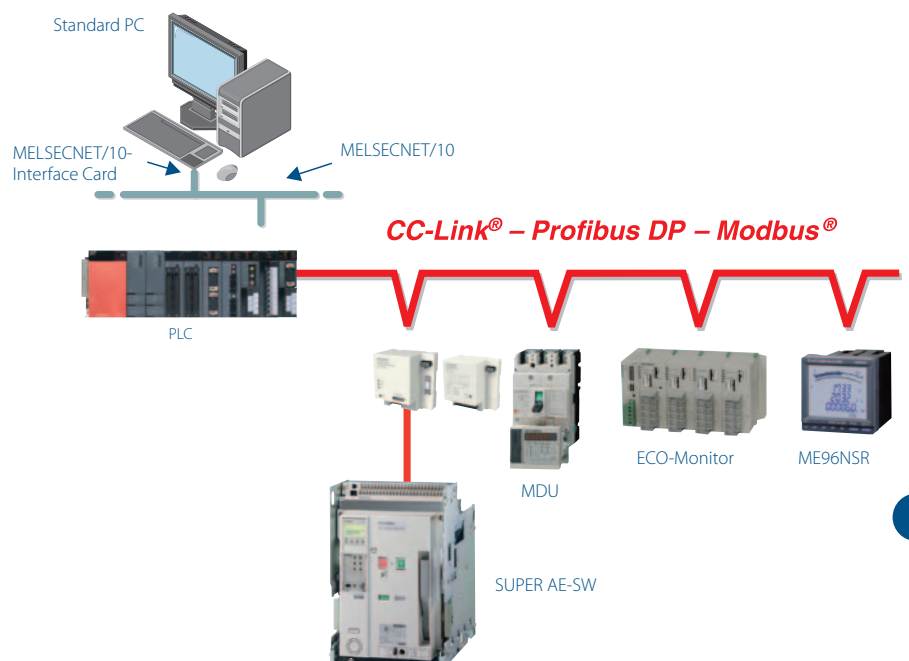 Standard PC
MELSECNET/10-
Interface Card
MELSECNET/10
CC-Link® – Profibus DP – Modbus®
PLC
MDU
ECO-Monitor
ME96NSR
SUPER AE-SW